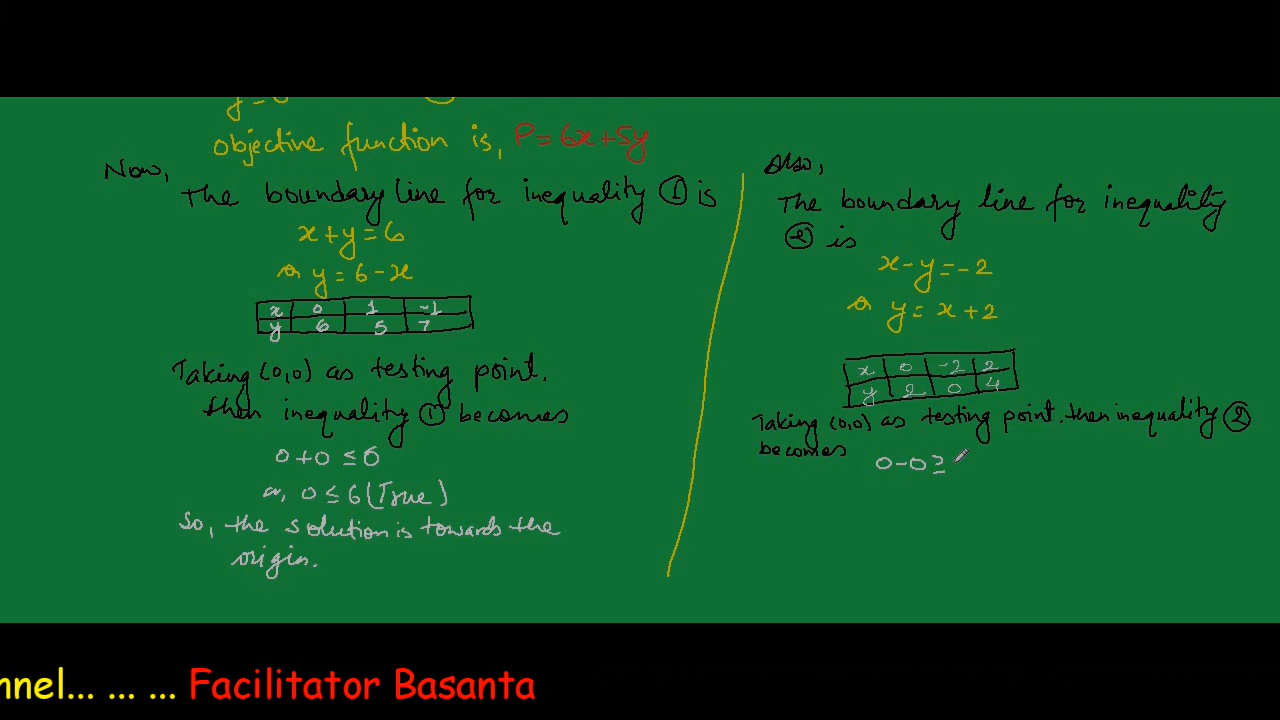 objective function is, P = 6x+5y
Now,
The boundary line for inequality ① is
x+y=6
or y = 6-x
x 0 1 -1
y 6 5 7
Taking (0,0) as testing point.
then inequality ① becomes
0+0 ≤ 6
or, 0 ≤ 6 (True)
So, the solution is towards the
origin.
Also,
The boundary line for inequality
② is
x-y=-2
or y = x+2
x 0 -2 2
y 2 0 4
Taking (0,0) as testing point. then inequality ②
becomes
0-0 ≥
nnel... ... ... Facilitator Basanta